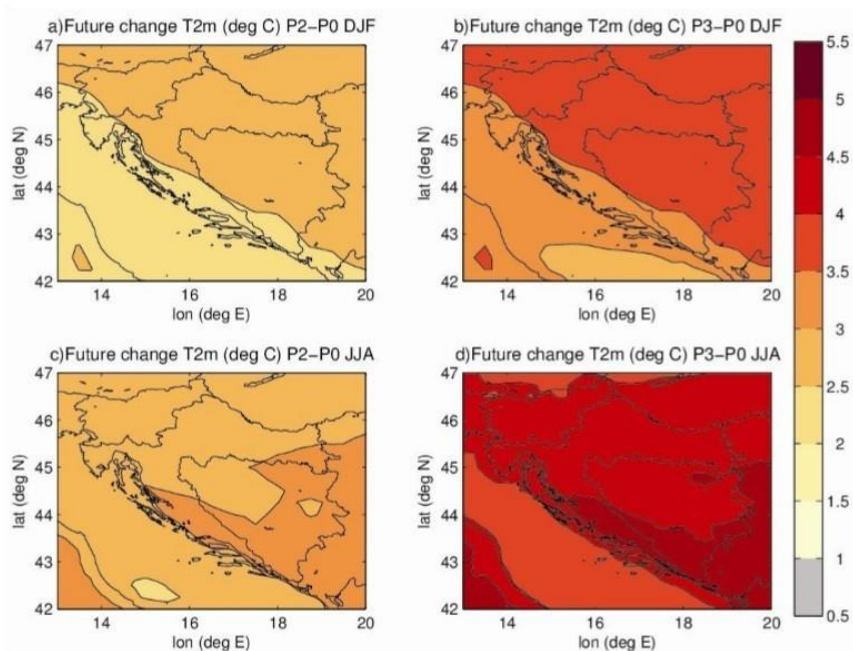 a)Future change T2m (deg C) P2-P0 DJF
b)Future change T2m (deg C) P3-P0 DJF
47
46
45
44
43
42
lat (deg N)
14 16 18 20
lon (deg E)
47
46
45
44
43
42
lat (deg N)
14 16 18 20
lon (deg E)
c)Future change T2m (deg C) P2-P0 JJA
d)Future change T2m (deg C) P3-P0 JJA
47
46
45
44
43
42
lat (deg N)
14 16 18 20
lon (deg E)
47
46
45
44
43
42
lat (deg N)
14 16 18 20
lon (deg E)
5.5
5
4.5
4
3.5
3
2.5
2
1.5
1
0.5